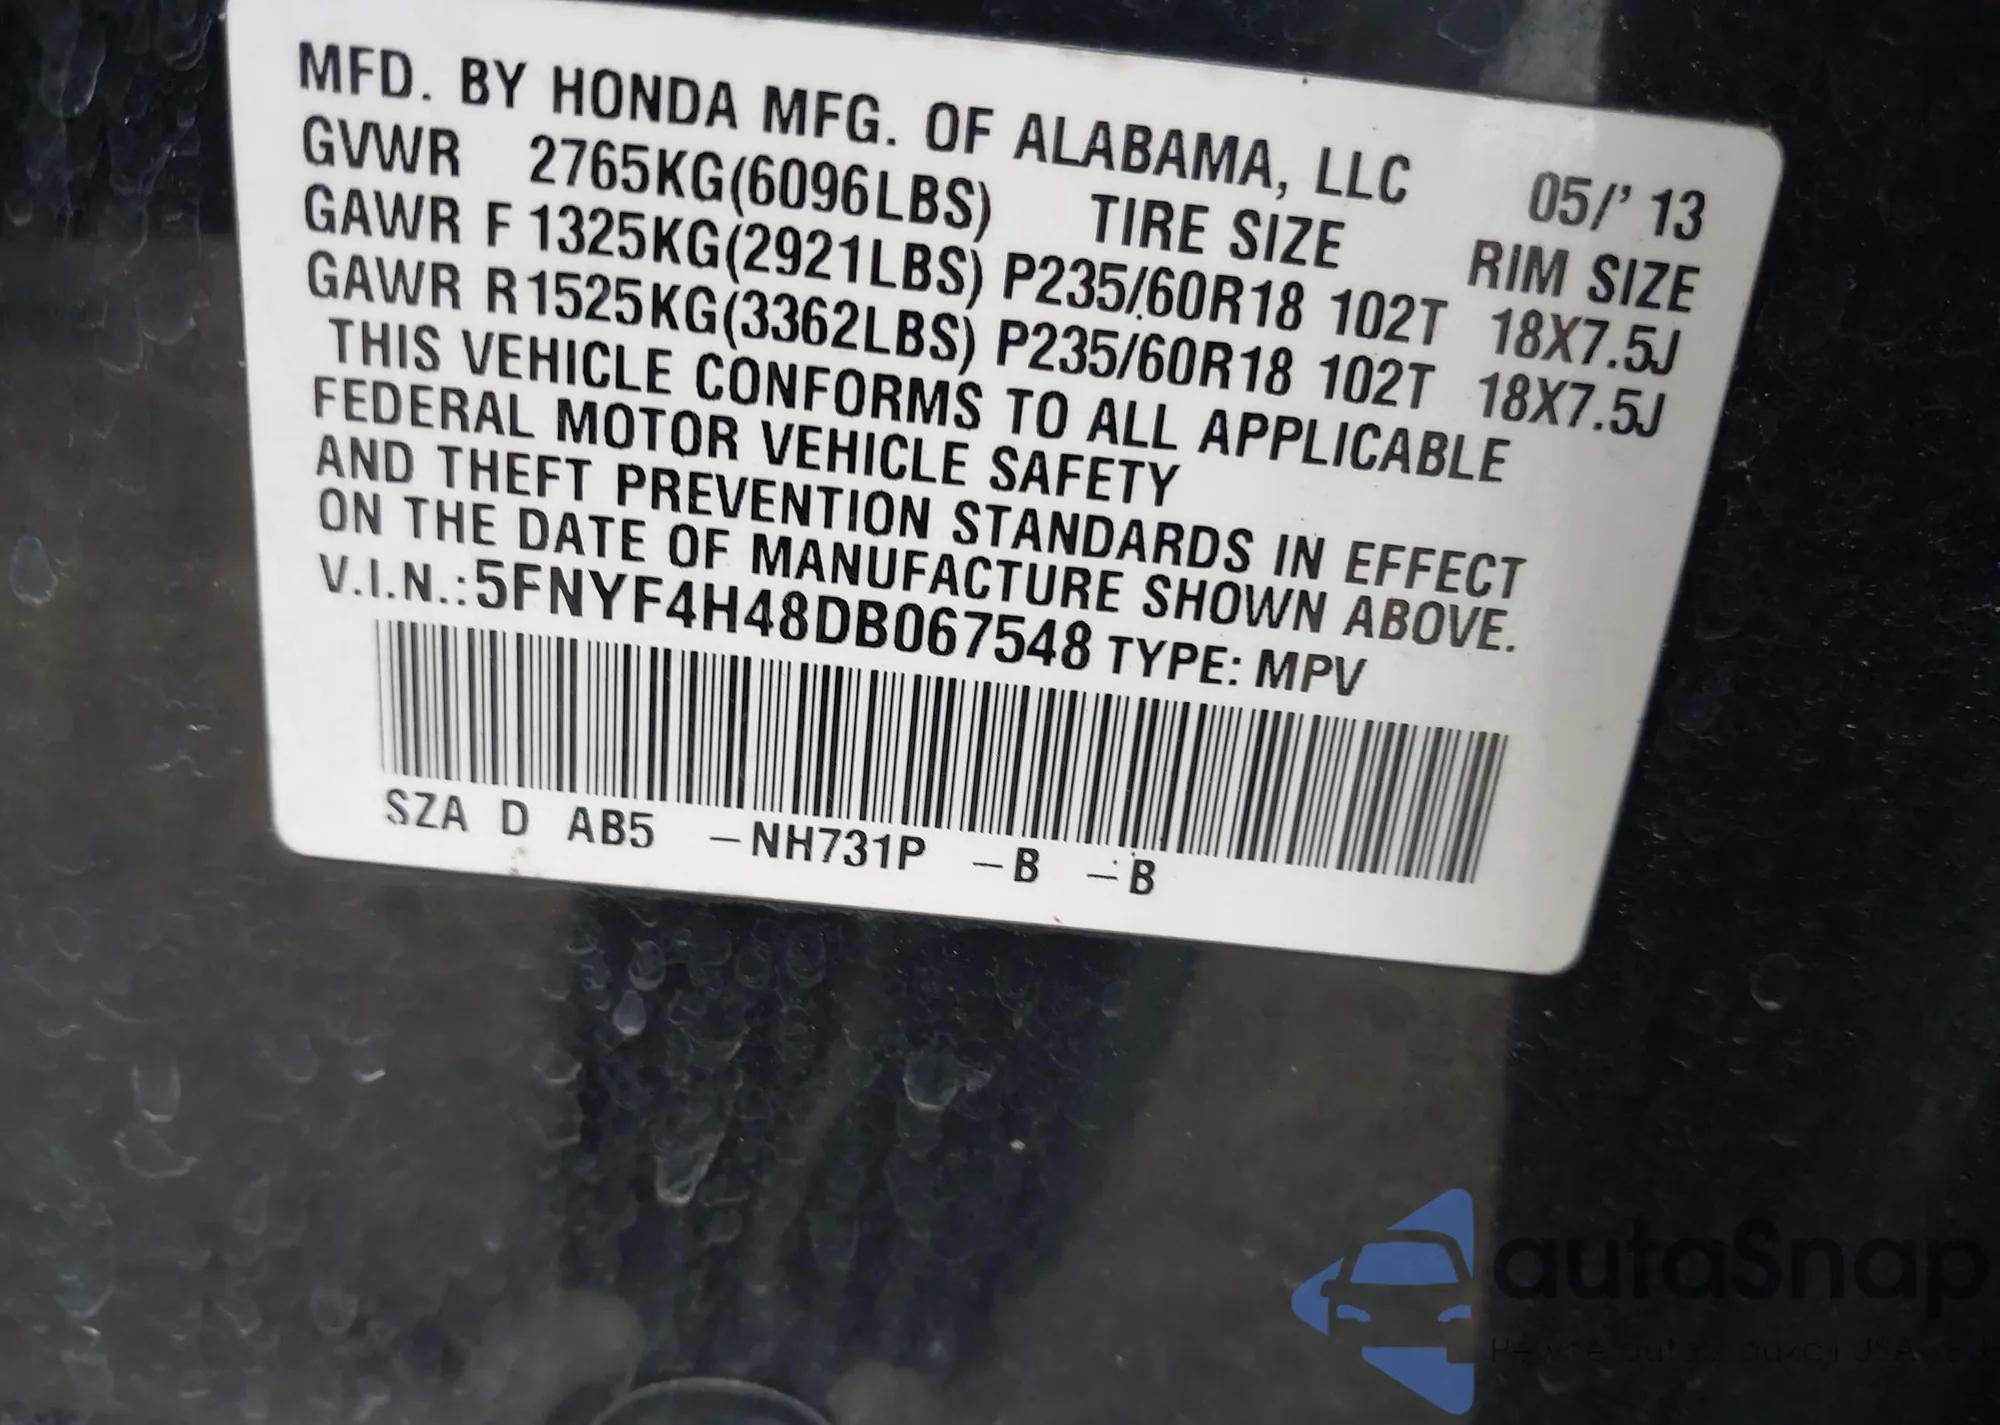 MFD. BY HONDA MFG. OF ALABAMA, LLC 05/'13
GVWR 2765KG(6096LBS) TIRE SIZE RIM SIZE
GAWR F 1325KG(2921LBS) P235/60R18 102T 18X7.5J
GAWR R 1525KG(3362LBS) P235/60R18 102T 18X7.5J
THIS VEHICLE CONFORMS TO ALL APPLICABLE
FEDERAL MOTOR VEHICLE SAFETY
AND THEFT PREVENTION STANDARDS IN EFFECT
ON THE DATE OF MANUFACTURE SHOWN ABOVE.
V.I.N.:5FNYF4H48DB067548 TYPE: MPV
SZA D AB5 -NH731P -B -B
autaSnap